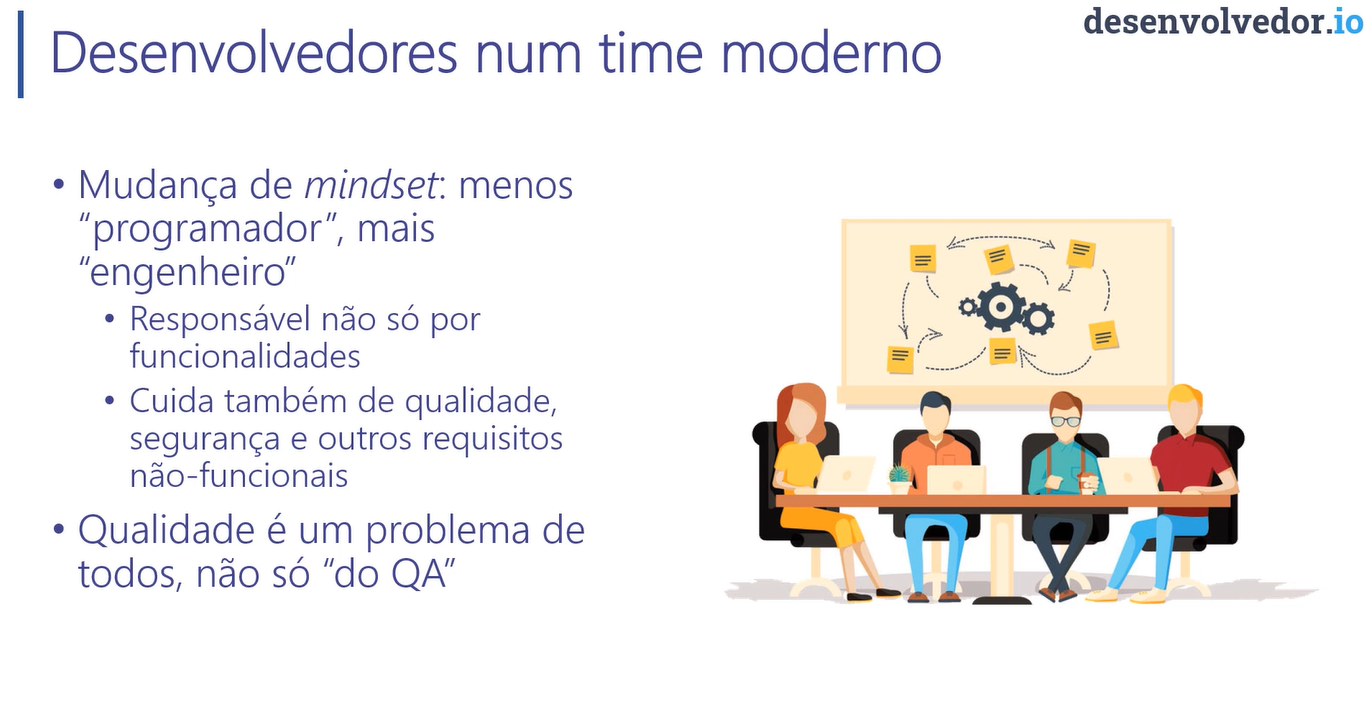 desenvolvedor.io
Desenvolvedores num time moderno
• Mudança de mindset: menos
“programador”, mais
“engenheiro”
• Responsável não só por
funcionalidades
• Cuida também de qualidade,
segurança e outros requisitos
não-funcionais
• Qualidade é um problema de
todos, não só “do QA”